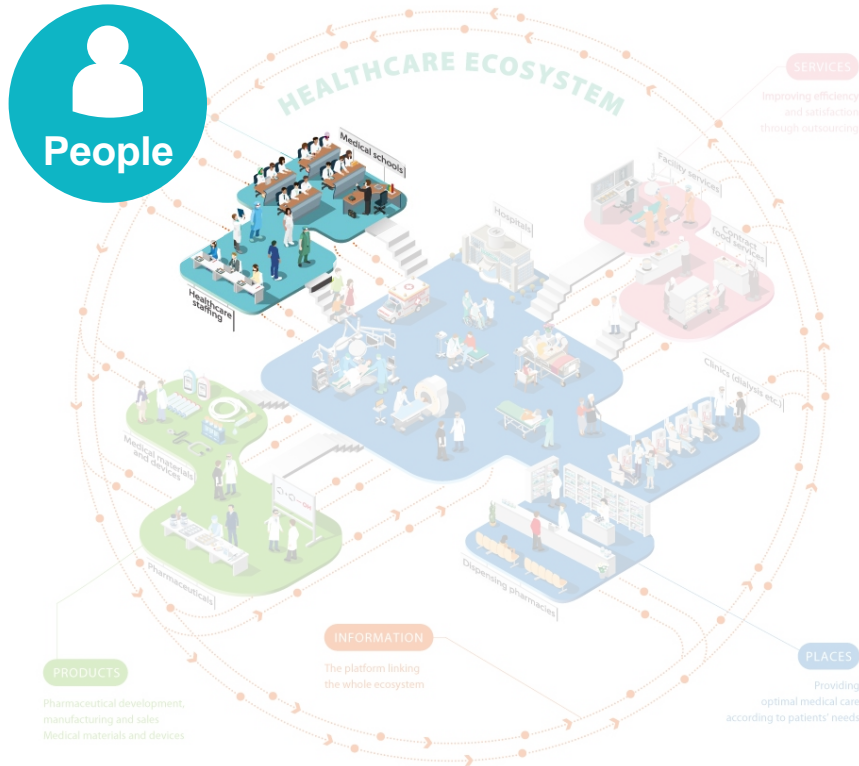 People
HEALTHCARE ECOSYSTEM
SERVICES
Improving efficiency
and satisfaction
through outsourcing
Medical schools
Facility services
Hospitals
Contract
food services
Healthcare
staffing
Clinics (dialysis etc.)
Medical materials
and devices
Pharmaceuticals
Dispensing pharmacies
INFORMATION
The platform linking
the whole ecosystem
PLACES
Providing
optimal medical care
according to patients' needs
PRODUCTS
Pharmaceutical development,
manufacturing and sales
Medical materials and devices